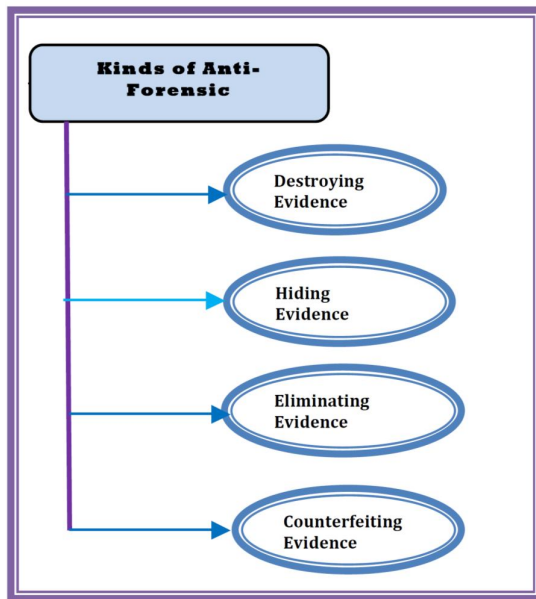 Kinds of Anti-
Forensic
Destroying
Evidence
Hiding
Evidence
Eliminating
Evidence
Counterfeiting
Evidence